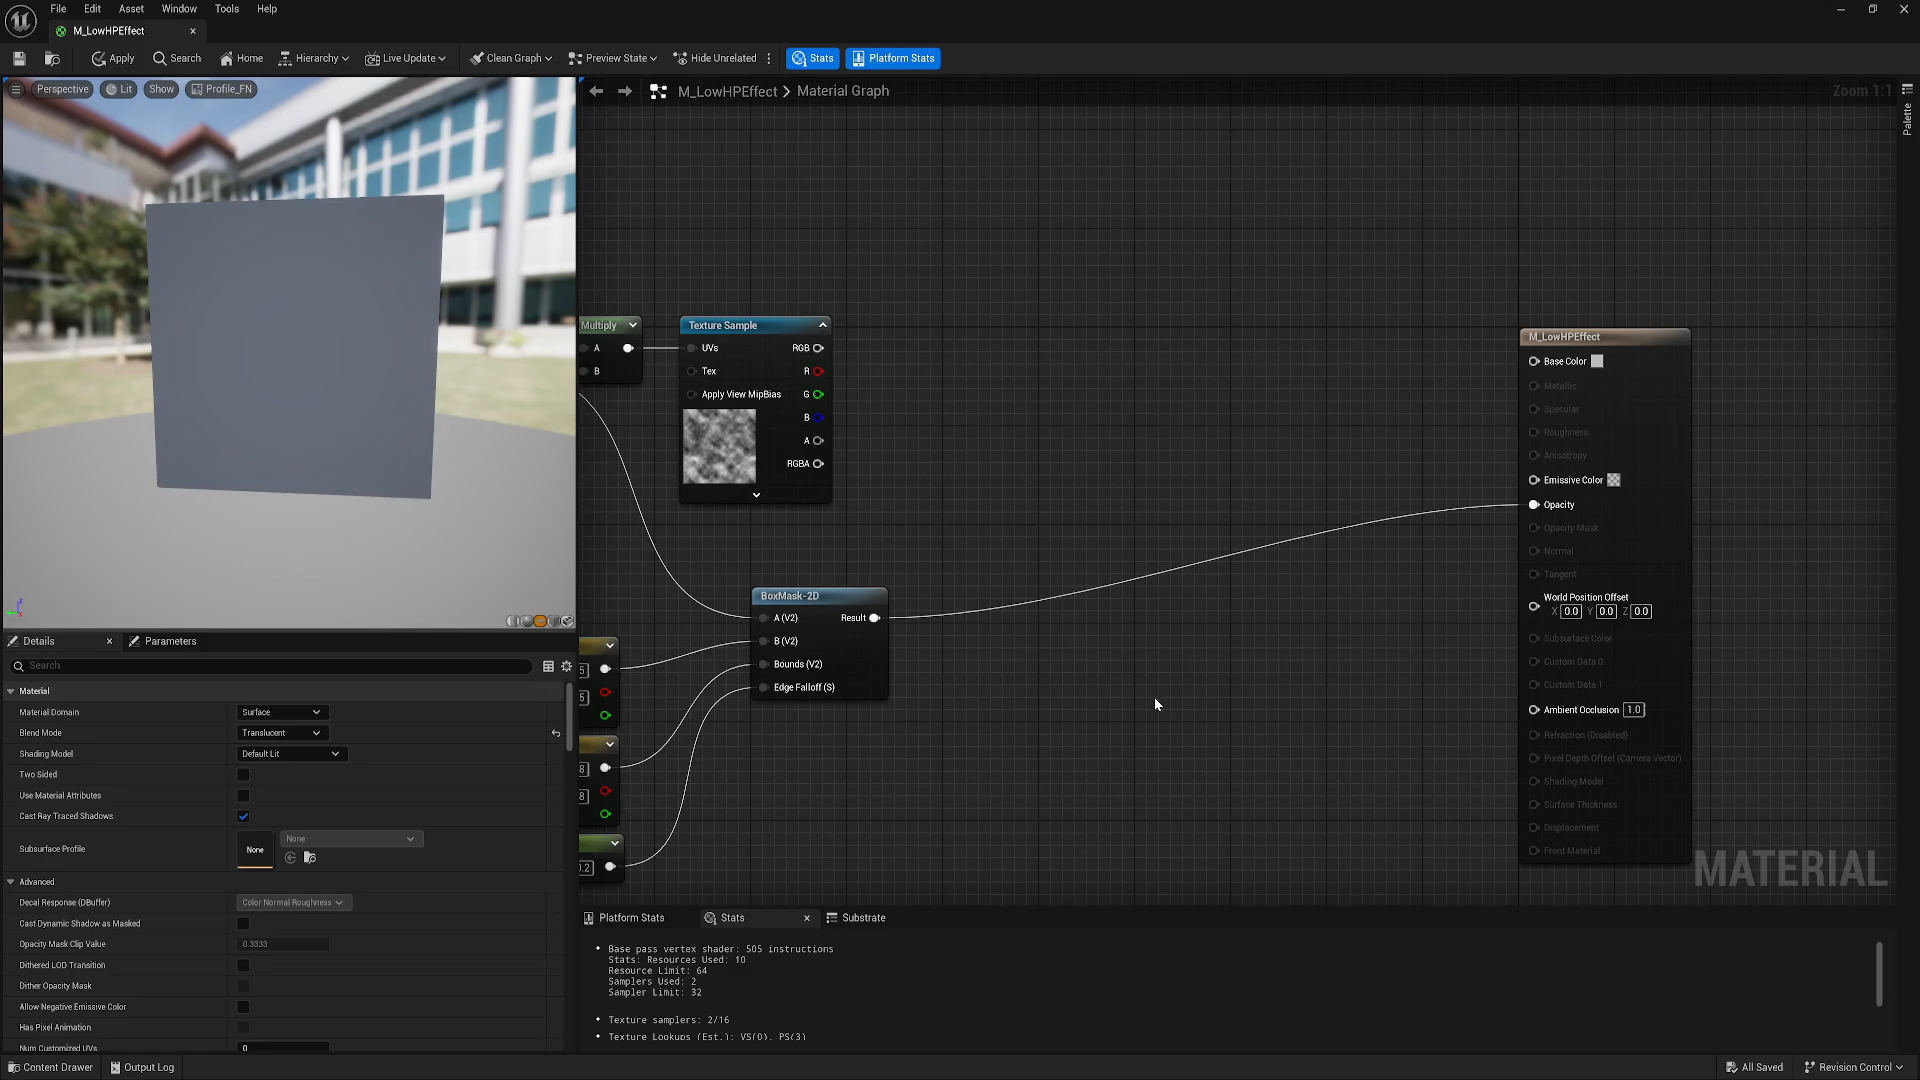 File Edit Asset Window Tools Help
M_LowHPEffect
Apply Search Home Hierarchy Live Update Clean Graph Preview State Hide Unrelated Stats Platform Stats
Perspective Lit Show Profile_FN
M_LowHPEffect > Material Graph
Zoom 1:1
Palette
Multiply
A
B
Texture Sample
UVs RGB
Tex R
Apply View MipBias G
B
A
RGBA
BoxMask-2D
A (V2) Result
B (V2)
Bounds (V2)
Edge Falloff (S)
5
5
8
8
0.2
M_LowHPEffect
Base Color
Metallic
Specular
Roughness
Anisotropy
Emissive Color
Opacity
Opacity Mask
Normal
Tangent
World Position Offset
X 0.0 Y 0.0 Z 0.0
Subsurface Color
Custom Data 0
Custom Data 1
Ambient Occlusion 1.0
Refraction (Disabled)
Pixel Depth Offset (Camera Vector)
Shading Model
Surface Thickness
Displacement
Front Material
MATERIAL
Details Parameters
Search
Material
Material Domain Surface
Blend Mode Translucent
Shading Model Default Lit
Two Sided
Use Material Attributes
Cast Ray Traced Shadows
Subsurface Profile None None
Advanced
Decal Response (DBuffer) Color Normal Roughness
Cast Dynamic Shadow as Masked
Opacity Mask Clip Value 0.3333
Dithered LOD Transition
Dither Opacity Mask
Allow Negative Emissive Color
Has Pixel Animation
Num Customized UVs 0
Platform Stats Stats Substrate
• Base pass vertex shader: 505 instructions
Stats: Resources Used: 10
Resource Limit: 64
Samplers Used: 2
Sampler Limit: 32
• Texture samplers: 2/16
• Texture Lookups (Est.): VS(0), PS(3)
Content Drawer Output Log All Saved Revision Control